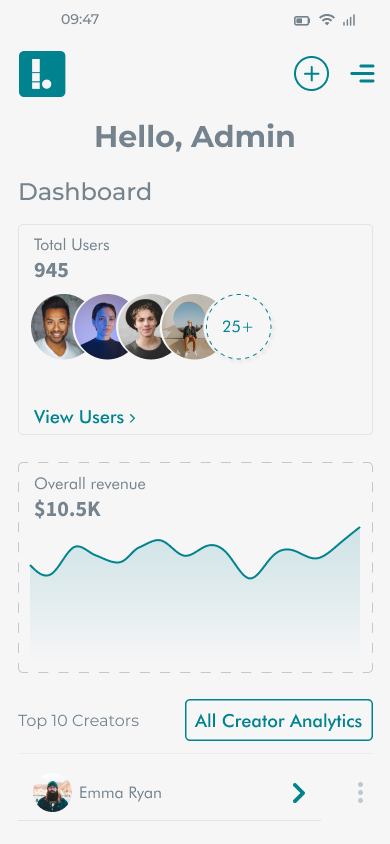 09:47
Hello, Admin
Dashboard
Total Users
945
25+
View Users ›
Overall revenue
$10.5K
Top 10 Creators
All Creator Analytics
Emma Ryan